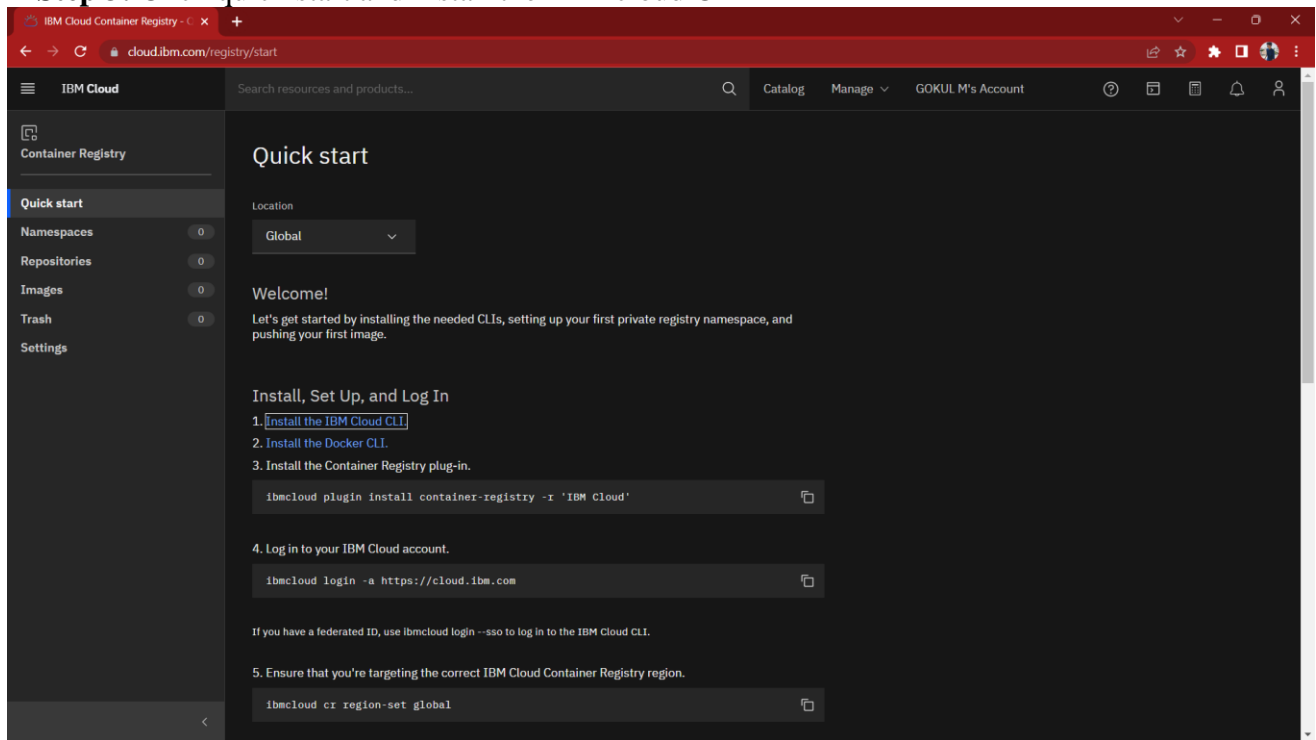 IBM Cloud Container Registry - C
cloud.ibm.com/registry/start
IBM Cloud
Search resources and products...
Catalog
Manage
GOKUL M's Account
Container Registry
Quick start
Namespaces 0
Repositories 0
Images 0
Trash 0
Settings
Quick start
Location
Global
Welcome!
Let's get started by installing the needed CLIs, setting up your first private registry namespace, and
pushing your first image.
Install, Set Up, and Log In
1. Install the IBM Cloud CLI.
2. Install the Docker CLI.
3. Install the Container Registry plug-in.
ibmcloud plugin install container-registry -r 'IBM Cloud'
4. Log in to your IBM Cloud account.
ibmcloud login -a https://cloud.ibm.com
If you have a federated ID, use ibmcloud login --sso to log in to the IBM Cloud CLI.
5. Ensure that you're targeting the correct IBM Cloud Container Registry region.
ibmcloud cr region-set global